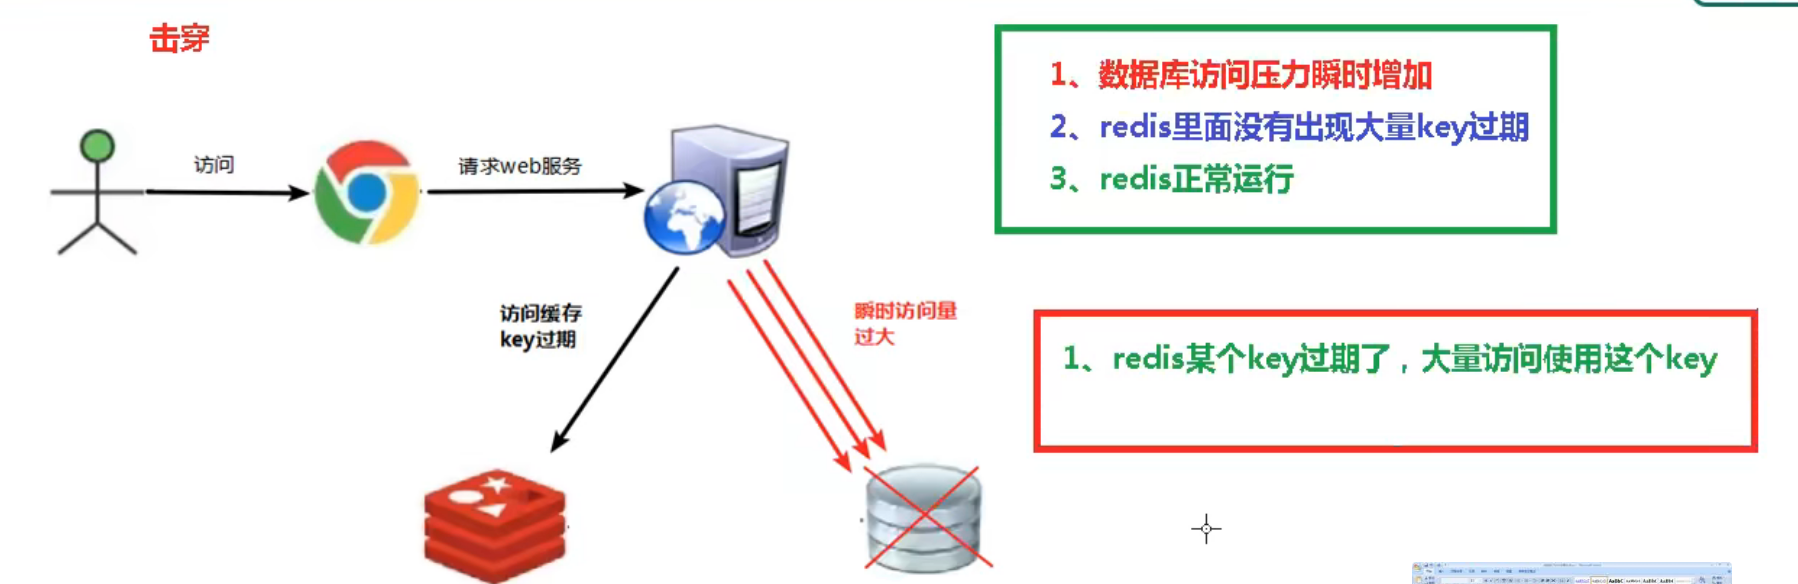 击穿
访问
请求web服务
访问缓存
key过期
瞬时访问量
过大
1、数据库访问压力瞬时增加
2、redis里面没有出现大量key过期
3、redis正常运行
1、redis某个key过期了，大量访问使用这个key